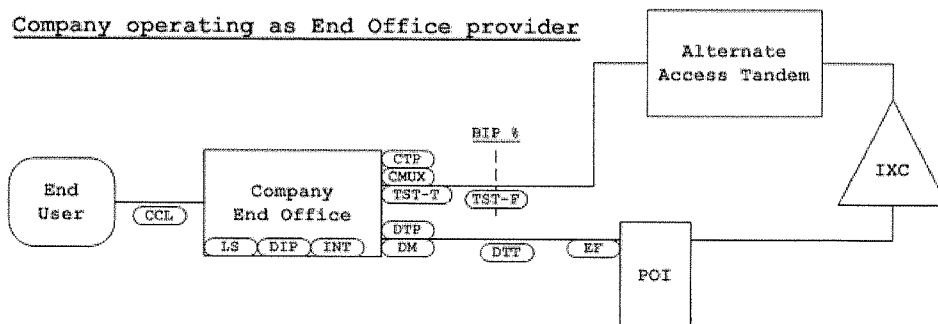 Company operating as End Office provider
Alternate
Access Tandem
BIP %
IXC
CTP
CMUX
TST-T
TST-F
End
User
CCL
Company
End Office
LS DIP INT
DTP
DM
DTT
EF
POI